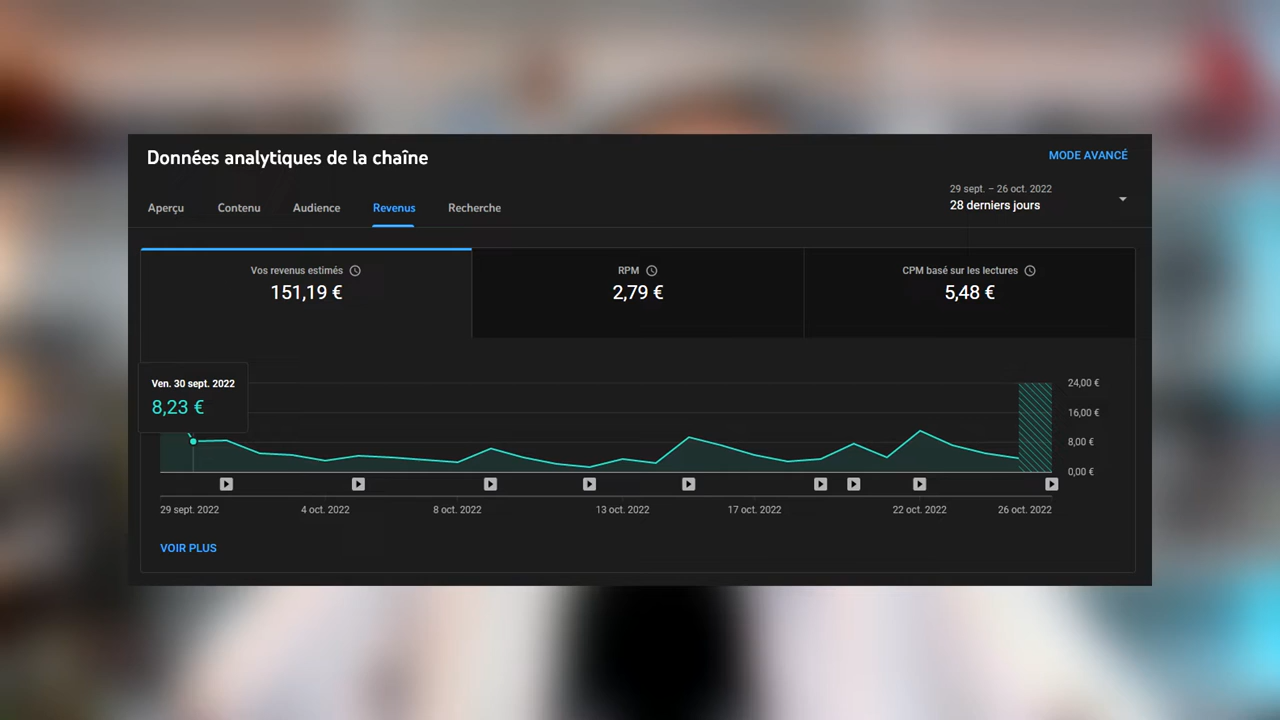 Données analytiques de la chaîne
MODE AVANCÉ
29 sept. – 26 oct. 2022
28 derniers jours
Aperçu
Contenu
Audience
Revenus
Recherche
Vos revenus estimés
151,19 €
RPM
2,79 €
CPM basé sur les lectures
5,48 €
Ven. 30 sept. 2022
8,23 €
24,00 €
16,00 €
8,00 €
0,00 €
29 sept. 2022
4 oct. 2022
8 oct. 2022
13 oct. 2022
17 oct. 2022
22 oct. 2022
26 oct. 2022
VOIR PLUS